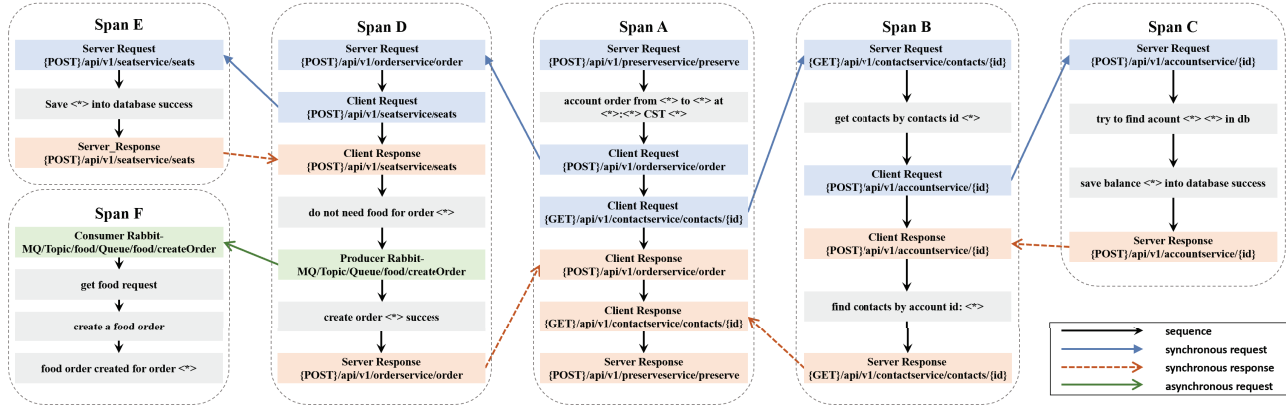 Span E
Server Request
{POST}/api/v1/seatservice/seats
Save <*> into database success
Server_Response
{POST}/api/v1/seatservice/seats
Span F
Consumer Rabbit-
MQ/Topic/food/Queue/food/createOrder
get food request
create a food order
food order created for order <*>
Span D
Server Request
{POST}/api/v1/orderservice/order
Client Request
{POST}/api/v1/seatservice/seats
Client Response
{POST}/api/v1/seatservice/seats
do not need food for order <*>
Producer Rabbit-
MQ/Topic/Queue/food/createOrder
create order <*> success
Server Response
{POST}/api/v1/orderservice/order
Span A
Server Request
{POST}/api/v1/preserveservice/preserve
account order from <*> to <*> at
<*>:<*> CST <*>
Client Request
{POST}/api/v1/orderservice/order
Client Request
{GET}/api/v1/contactservice/contacts/{id}
Client Response
{POST}/api/v1/orderservice/order
Client Response
{GET}/api/v1/contactservice/contacts/{id}
Server Response
{POST}/api/v1/preserveservice/preserve
Span B
Server Request
{GET}/api/v1/contactservice/contacts/{id}
get contacts by contacts id <*>
Client Request
{POST}/api/v1/accountservice/{id}
Client Response
{POST}/api/v1/accountservice/{id}
find contacts by account id: <*>
Server Response
{GET}/api/v1/contactservice/contacts/{id}
Span C
Server Request
{POST}/api/v1/accountservice/{id}
try to find acount <*> <*> in db
save balance <*> into database success
Server Response
{POST}/api/v1/accountservice/{id}
sequence
synchronous request
synchronous response
asynchronous request